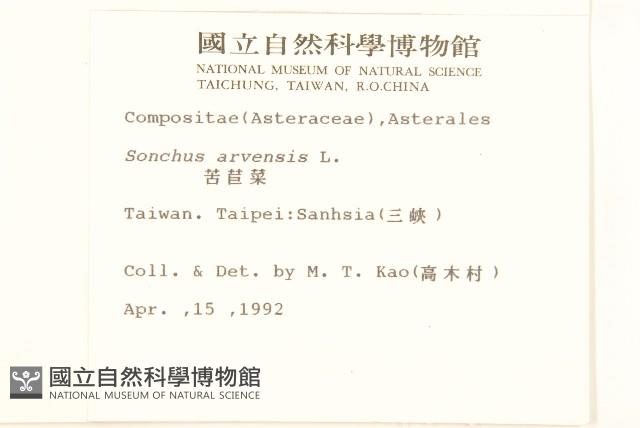 國立自然科學博物館
NATIONAL MUSEUM OF NATURAL SCIENCE
TAICHUNG, TAIWAN, R.O.CHINA
Compositae(Asteraceae),Asterales
Sonchus arvensis L.
苦苣菜
Taiwan. Taipei:Sanhsia(三峽)
Coll. & Det. by M. T. Kao(高木村)
Apr. ,15 ,1992
國立自然科學博物館
NATIONAL MUSEUM OF NATURAL SCIENCE